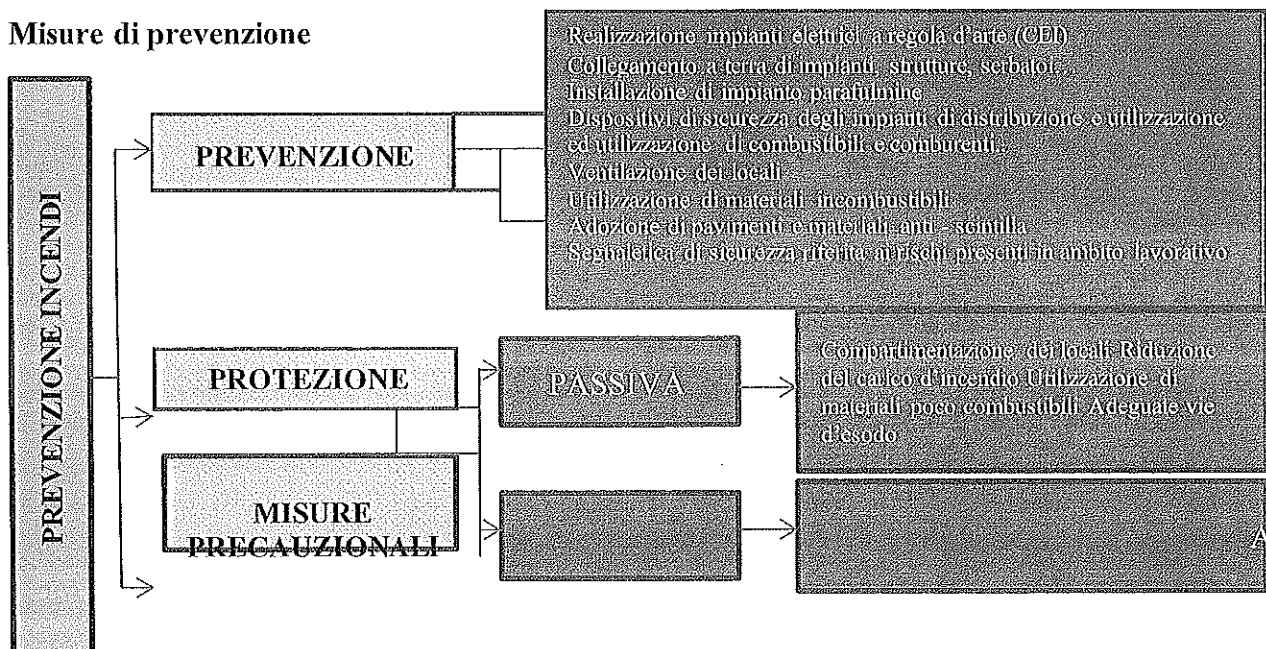 Misure di prevenzione
PREVENZIONE INCENDI
PREVENZIONE
Realizzazione impianti elettrici a regola d'arte (CEI)
Collegamento a terra di impianti, strutture, serbatoi...
Installazione di impianto parafulmine
Dispositivi di sicurezza degli impianti di distribuzione e utilizzazione
ed utilizzazione di combustibili e comburenti...
Ventilazione dei locali
Utilizzazione di materiali incombustibili
Adozione di pavimenti e materiali anti - scintilla
Segnaletica di sicurezza riferita ai rischi presenti in ambito lavorativo
PROTEZIONE
PASSIVA
Compartimentazione dei locali Riduzione
del carico d'incendio Utilizzazione di
materiali poco combustibili Adeguate vie
d'esodo
MISURE
PRECAUZIONALI
A